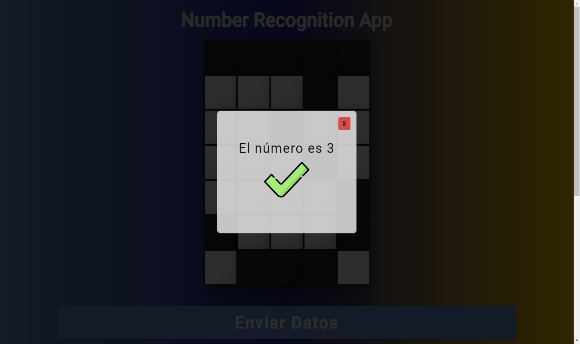 Number Recognition App
x
El número es 3
Enviar Datos